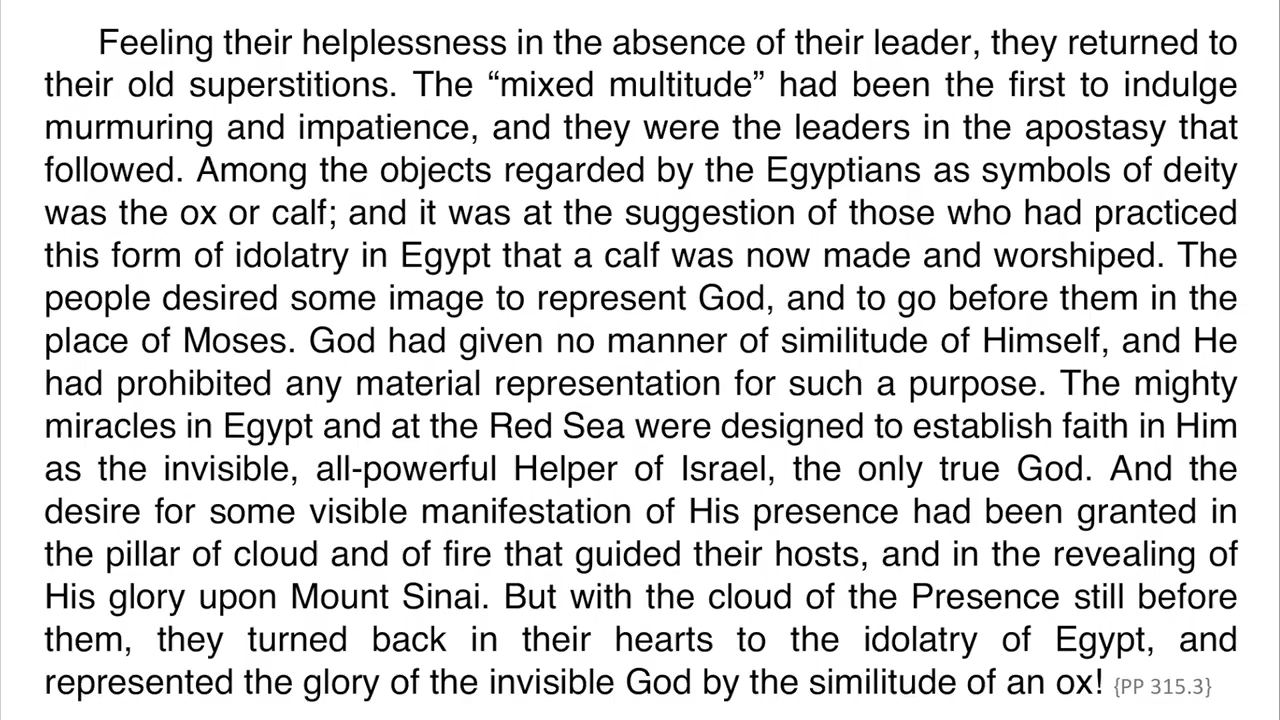 Feeling their helplessness in the absence of their leader, they returned to
their old superstitions. The “mixed multitude” had been the first to indulge
murmuring and impatience, and they were the leaders in the apostasy that
followed. Among the objects regarded by the Egyptians as symbols of deity
was the ox or calf; and it was at the suggestion of those who had practiced
this form of idolatry in Egypt that a calf was now made and worshiped. The
people desired some image to represent God, and to go before them in the
place of Moses. God had given no manner of similitude of Himself, and He
had prohibited any material representation for such a purpose. The mighty
miracles in Egypt and at the Red Sea were designed to establish faith in Him
as the invisible, all-powerful Helper of Israel, the only true God. And the
desire for some visible manifestation of His presence had been granted in
the pillar of cloud and of fire that guided their hosts, and in the revealing of
His glory upon Mount Sinai. But with the cloud of the Presence still before
them, they turned back in their hearts to the idolatry of Egypt, and
represented the glory of the invisible God by the similitude of an ox! {PP 315.3}